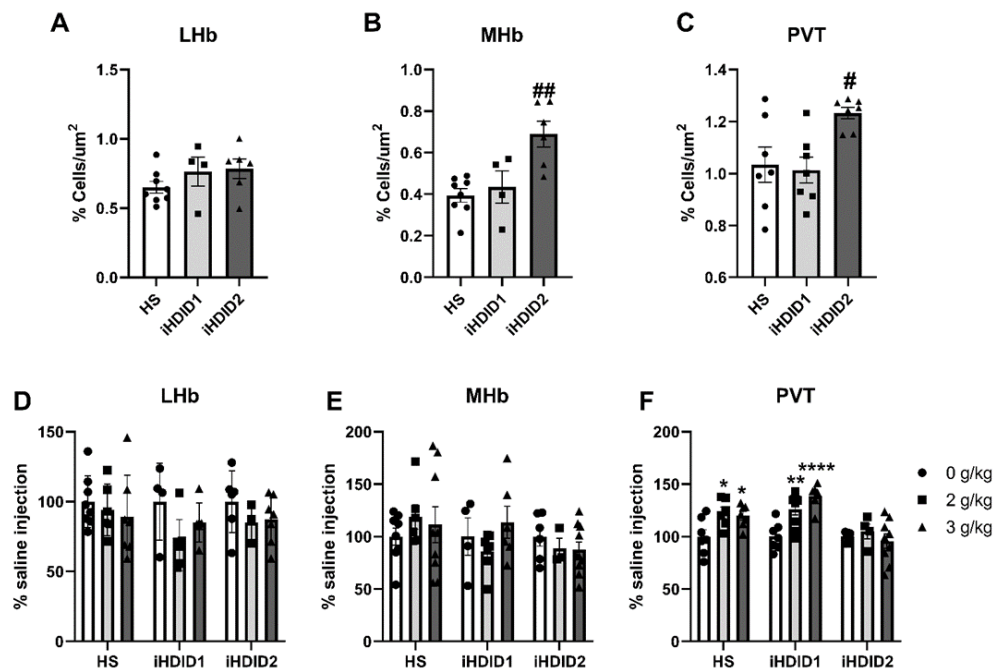 A
LHb
% Cells/um²
1.5
1.0
0.5
0.0
HS
iHDID1
iHDID2
B
MHb
% Cells/um²
1.0
0.8
0.6
0.4
0.2
0.0
##
HS
iHDID1
iHDID2
C
PVT
% Cells/um²
1.4
1.2
1.0
0.8
0.6
#
HS
iHDID1
iHDID2
D
LHb
% saline injection
150
100
50
0
HS
iHDID1
iHDID2
E
MHb
% saline injection
200
150
100
50
0
HS
iHDID1
iHDID2
F
PVT
% saline injection
200
150
100
50
0
*
*
**
****
HS
iHDID1
iHDID2
0 g/kg
2 g/kg
3 g/kg